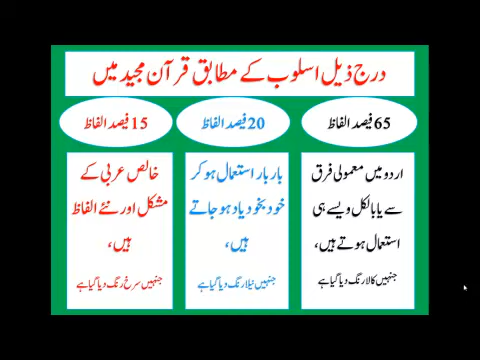 درج ذیل اسلوب کے مطابق قرآن مجید میں
65 فیصد الفاظ
اردو میں معمولی فرق
سے یا بالکل ویسے ہی
استعمال ہوتے ہیں،
جنہیں کالا رنگ دیا گیا ہے
20 فیصد الفاظ
بار بار استعمال ہو کر
خود بخود یاد ہو جاتے
ہیں،
جنہیں نیلا رنگ دیا گیا ہے
15 فیصد الفاظ
خالص عربی کے
مشکل اور نئے الفاظ
ہیں،
جنہیں سرخ رنگ دیا گیا ہے